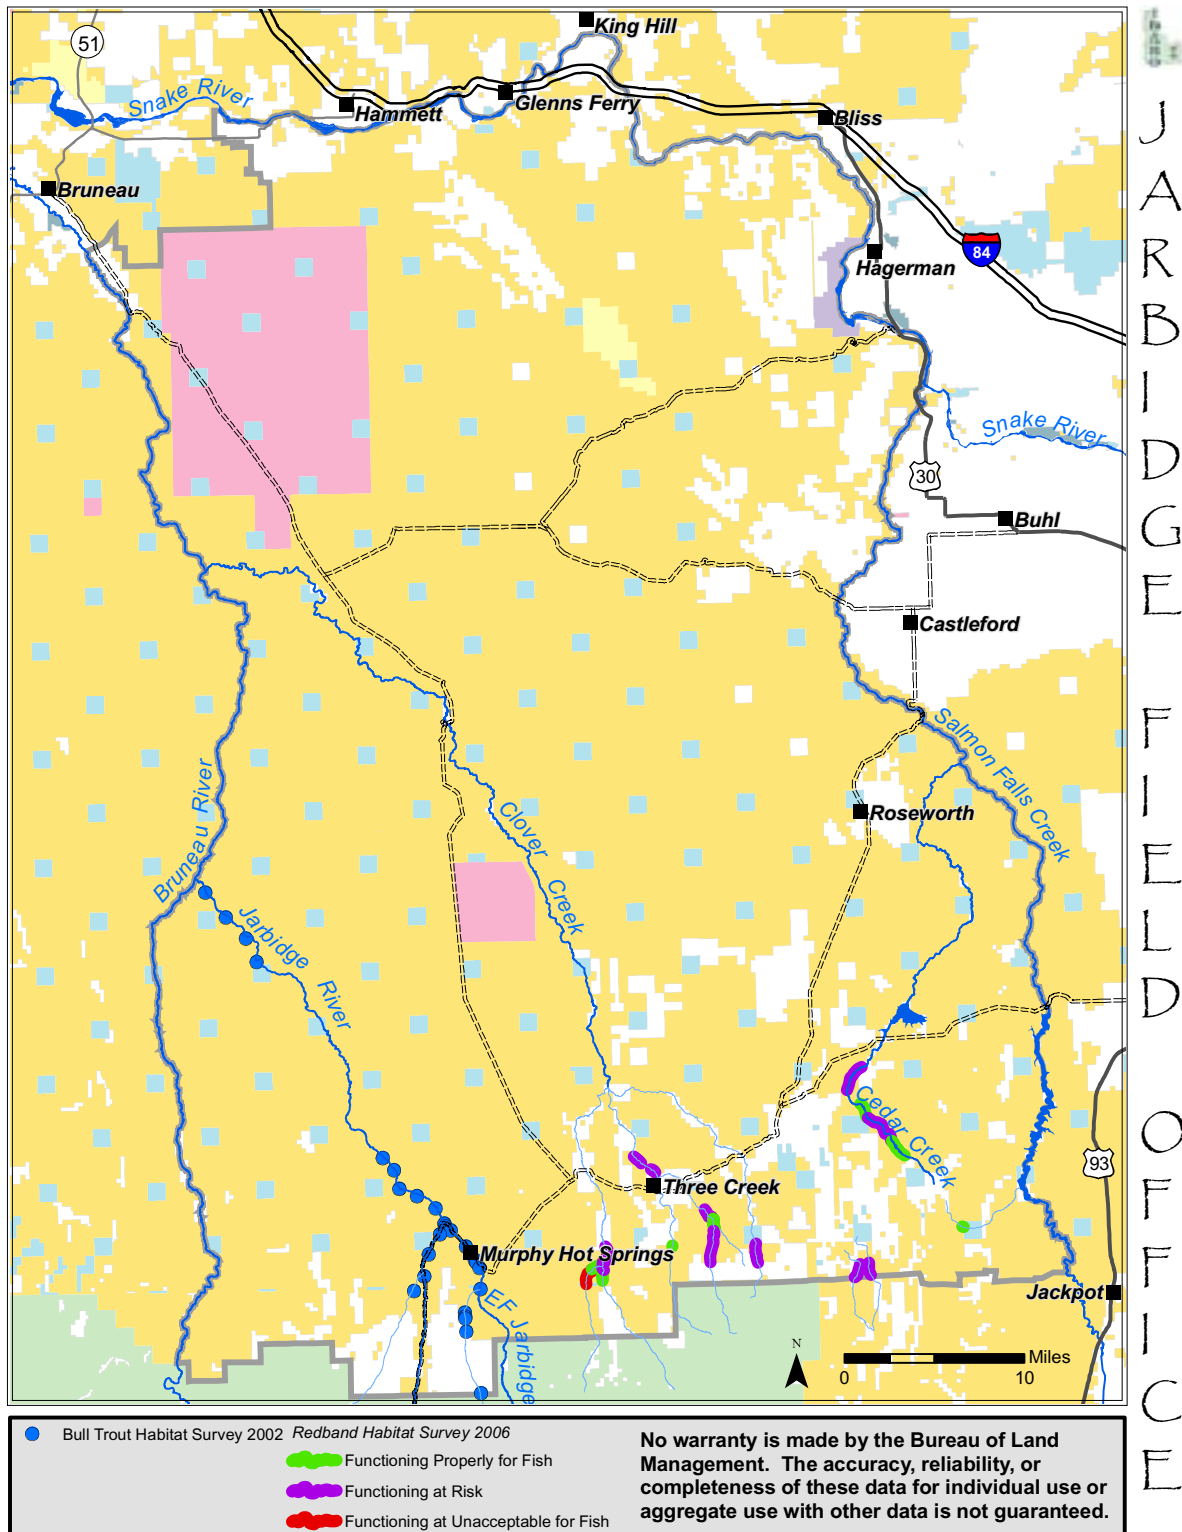 King Hill
51
Snake River
Hammett
Glenns Ferry
Bliss
Bruneau
84
Hagerman
Snake River
30
Buhl
Castleford
Salmon Falls Creek
Bruneau River
Clover Creek
Roseworth
Jarbidge River
Cedar Creek
93
Three Creek
Murphy Hot Springs
EF Jarbidge
Jackpot
N
Miles
0 10
JARBIDGE FIELD OFFICE
Bull Trout Habitat Survey 2002
Redband Habitat Survey 2006
Functioning Properly for Fish
Functioning at Risk
Functioning at Unacceptable for Fish
No warranty is made by the Bureau of Land
Management. The accuracy, reliability, or
completeness of these data for individual use or
aggregate use with other data is not guaranteed.